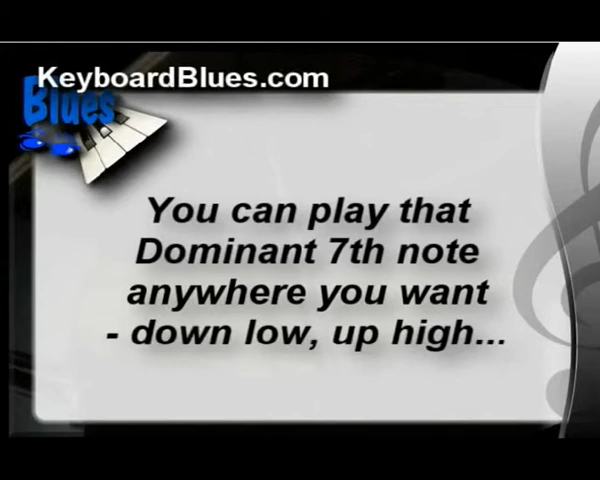 KeyboardBlues.com
Blues
You can play that
Dominant 7th note
anywhere you want
- down low, up high...